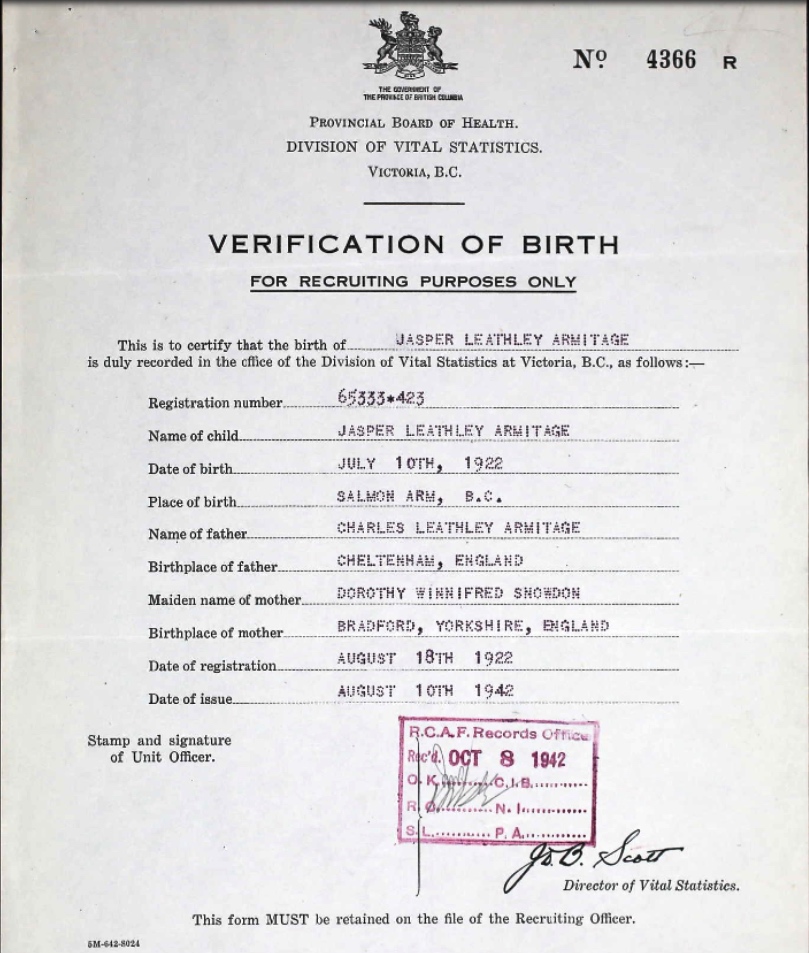 THE GOVERNMENT OF
THE PROVINCE OF BRITISH COLUMBIA
Nº 4366 R
PROVINCIAL BOARD OF HEALTH.
DIVISION OF VITAL STATISTICS.
VICTORIA, B.C.
VERIFICATION OF BIRTH
FOR RECRUITING PURPOSES ONLY
This is to certify that the birth of JASPER LEATHLEY ARMITAGE
is duly recorded in the office of the Division of Vital Statistics at Victoria, B.C., as follows:—
Registration number 65333*423
Name of child JASPER LEATHLEY ARMITAGE
Date of birth JULY 10TH, 1922
Place of birth SALMON ARM, B.C.
Name of father CHARLES LEATHLEY ARMITAGE
Birthplace of father CHELTENHAM, ENGLAND
Maiden name of mother DOROTHY WINNIFRED SNOWDON
Birthplace of mother BRADFORD, YORKSHIRE, ENGLAND
Date of registration AUGUST 18TH 1922
Date of issue AUGUST 10TH 1942
Stamp and signature
of Unit Officer.
R.C.A.F. Records Office
Rec'd. OCT 8 1942
O.K. C.I.B.
R.O. N.I.
S.L. P.A.
J.B. Scott
Director of Vital Statistics.
This form MUST be retained on the file of the Recruiting Officer.
5M-642-8024